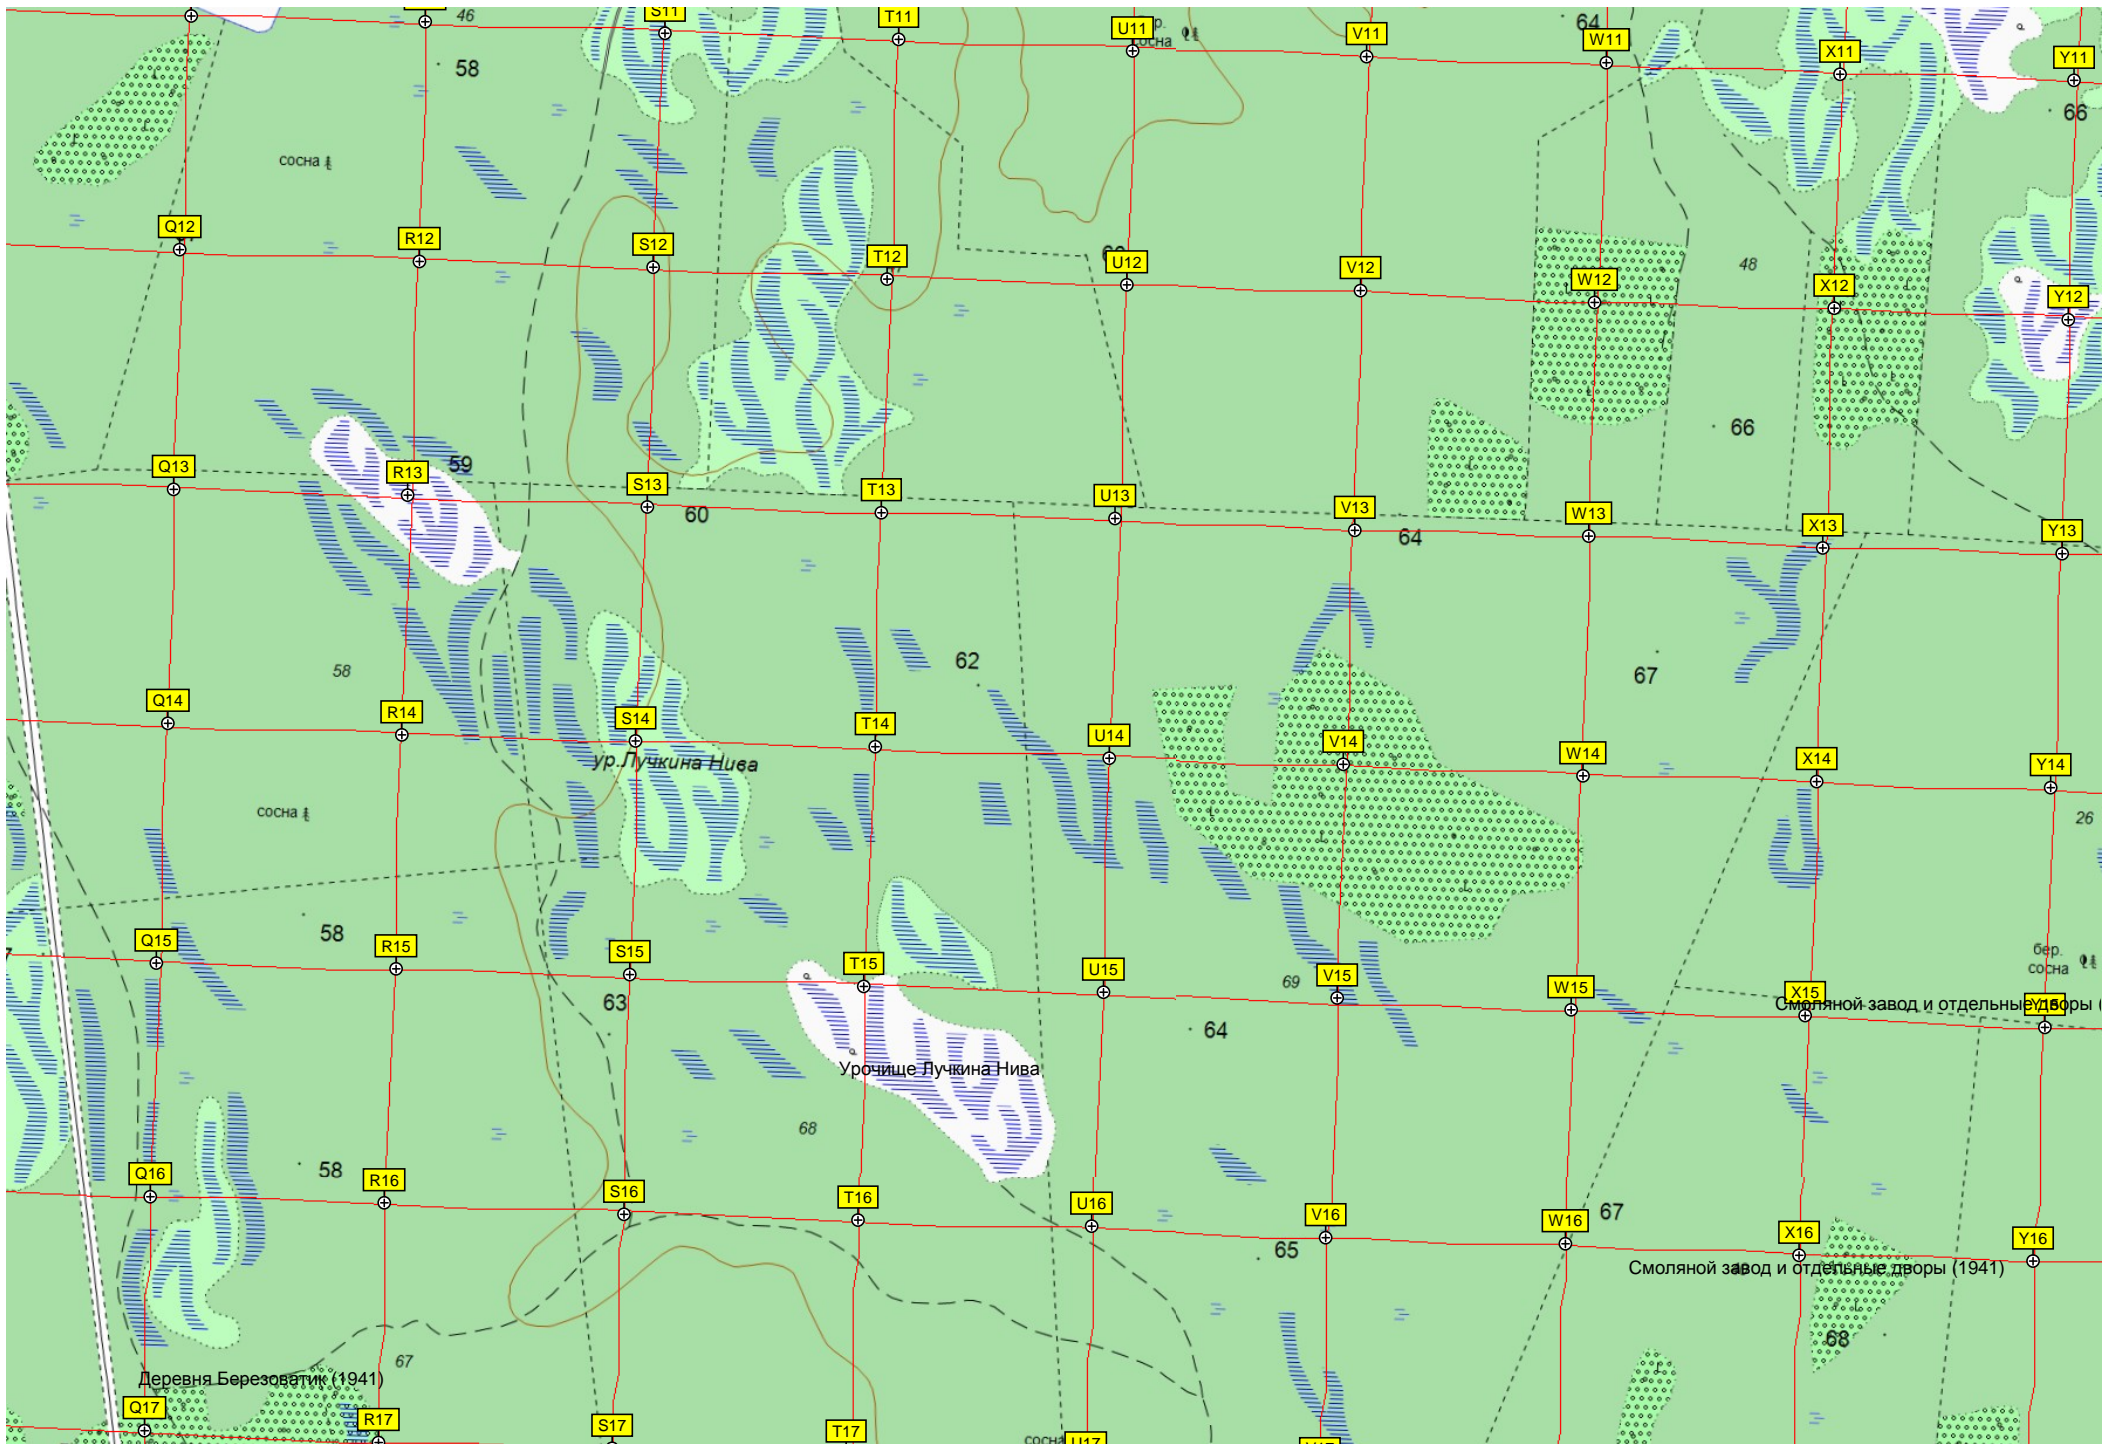 46
S11
T11
U11
сосна
V11
64
W11
X11
Y11
58
66
сосна
Q12
R12
S12
T12
U12
V12
W12
48
X12
Y12
66
Q13
R13
59
S13
60
T13
U13
V13
64
W13
X13
Y13
58
62
67
Q14
R14
S14
ур.Лучкина Нива
T14
U14
V14
W14
X14
Y14
26
сосна
58
Q15
R15
S15
63
T15
U15
69
V15
W15
X15
бер.
сосна
Смоляной завод и отдельные дворы (
64
Урочище Лучкина Нива
68
58
Q16
R16
S16
T16
U16
V16
65
W16
67
X16
Y16
Смоляной завод и отдельные дворы (1941)
68
67
Деревня Березоватик (1941)
Q17
R17
S17
T17
сосна
U17